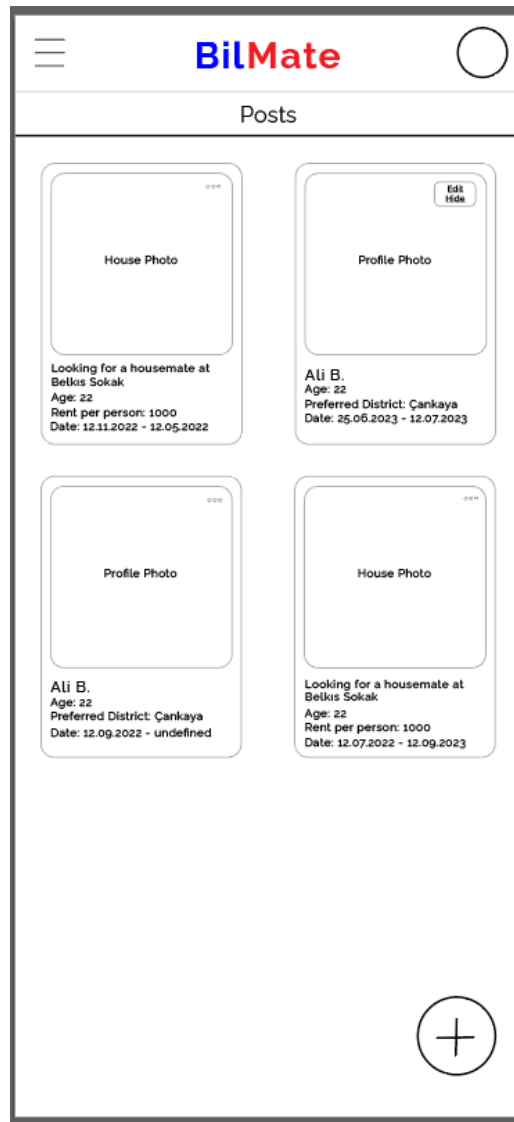 BilMate
Posts
House Photo
Looking for a housemate at
Belkıs Sokak
Age: 22
Rent per person: 1000
Date: 12.11.2022 - 12.05.2022
Edit
Hide
Profile Photo
Ali B.
Age: 22
Preferred District: Çankaya
Date: 25.06.2023 - 12.07.2023
Profile Photo
Ali B.
Age: 22
Preferred District: Çankaya
Date: 12.09.2022 - undefined
House Photo
Looking for a housemate at
Belkıs Sokak
Age: 22
Rent per person: 1000
Date: 12.07.2022 - 12.09.2023